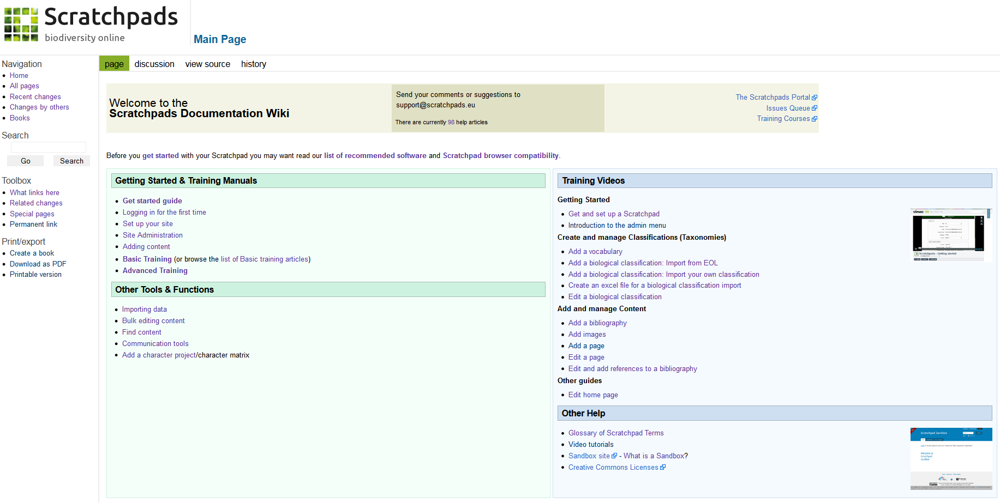 Scratchpads
biodiversity online
Main Page
page discussion view source history
Navigation
Home
All pages
Recent changes
Changes by others
Books
Search
Go Search
Toolbox
What links here
Related changes
Special pages
Permanent link
Print/export
Create a book
Download as PDF
Printable version
Welcome to the
Scratchpads Documentation Wiki
Send your comments or suggestions to
support@scratchpads.eu
There are currently 98 help articles
The Scratchpads Portal
Issues Queue
Training Courses
Before you get started with your Scratchpad you may want read our list of recommended software and Scratchpad browser compatibility.
Getting Started & Training Manuals
Get started guide
Logging in for the first time
Set up your site
Site Administration
Adding content
Basic Training (or browse the list of Basic training articles)
Advanced Training
Other Tools & Functions
Importing data
Bulk editing content
Find content
Communication tools
Add a character project/character matrix
Training Videos
Getting Started
Get and set up a Scratchpad
Introduction to the admin menu
Create and manage Classifications (Taxonomies)
Add a vocabulary
Add a biological classification: Import from EOL
Add a biological classification: Import your own classification
Create an excel file for a biological classification import
Edit a biological classification
Add and manage Content
Add a bibliography
Add images
Add a page
Edit a page
Edit and add references to a bibliography
Other guides
Edit home page
vimeo
Scratchpads - Getting started
Other Help
Glossary of Scratchpad Terms
Video tutorials
Sandbox site - What is a Sandbox?
Creative Commons Licenses
Scratchpad Sandbox
Welcome to
Scratchpad
Sandbox